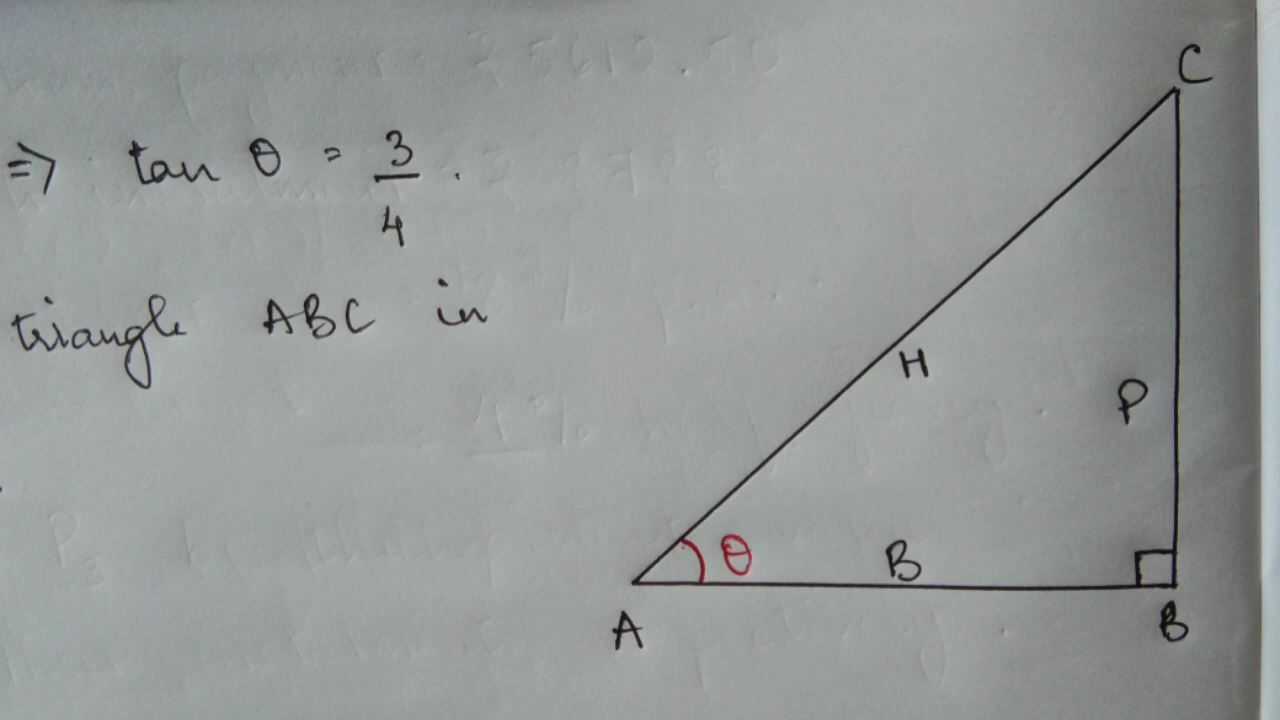 ⇒ tan θ = 3/4.
triangle ABC in
C
H
P
θ
B
A
B